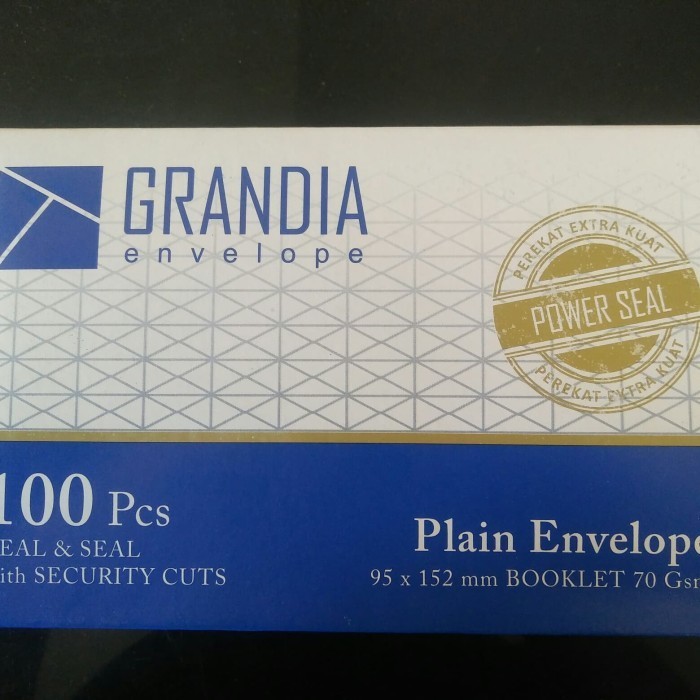 GRANDIA
envelope
PEREKAT EXTRA KUAT
POWER SEAL
PEREKAT EXTRA KUAT
100 Pcs
EAL & SEAL
ith SECURITY CUTS
Plain Envelope
95 x 152 mm BOOKLET 70 Gsm